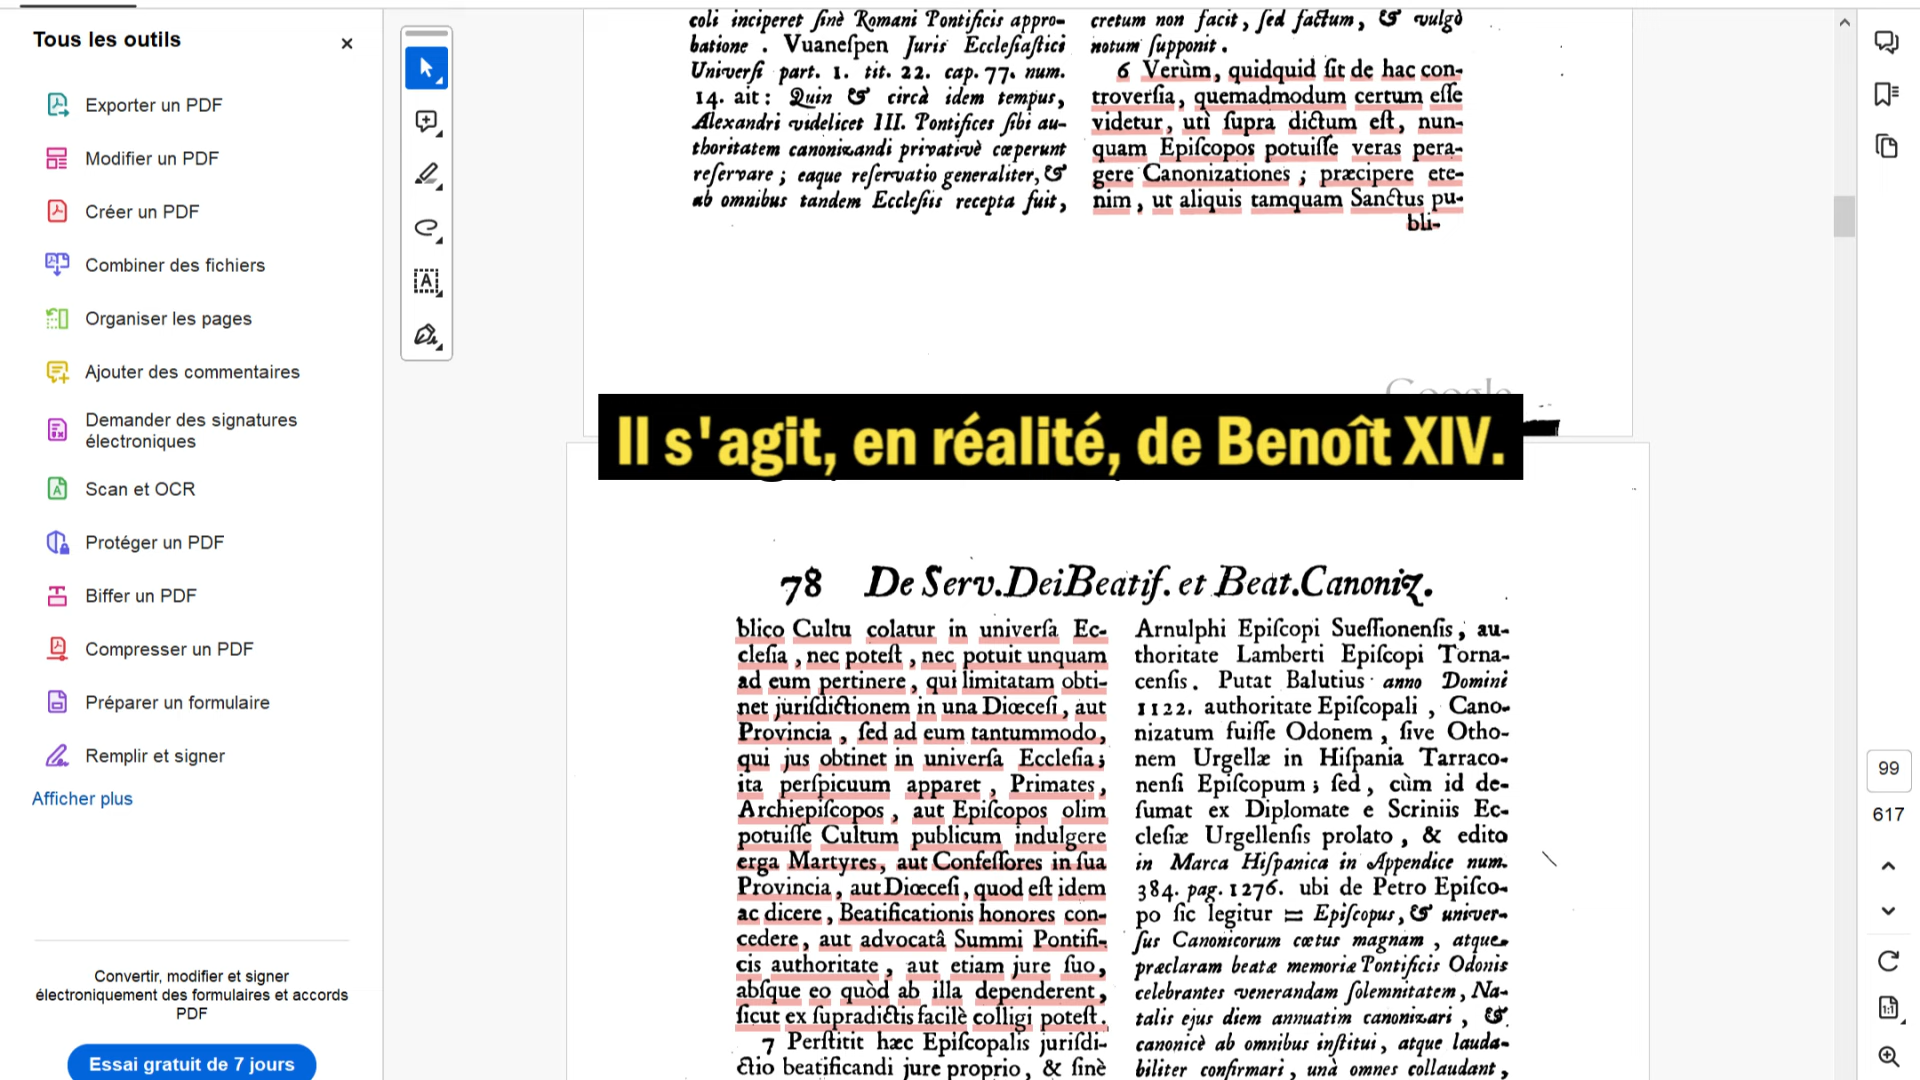 Tous les outils
Exporter un PDF
Modifier un PDF
Créer un PDF
Combiner des fichiers
Organiser les pages
Ajouter des commentaires
Demander des signatures
électroniques
Scan et OCR
Protéger un PDF
Biffer un PDF
Compresser un PDF
Préparer un formulaire
Remplir et signer
Afficher plus
Convertir, modifier et signer
électroniquement des formulaires et accords
PDF
Essai gratuit de 7 jours
coli inciperet ſinè Romani Pontificis appro-
batione . Vuaneſpen Juris Eccleſiaſtici
Univerſi part. 1. tit. 22. cap. 77. num.
14. ait : Quin & circà idem tempus,
Alexandri videlicet III. Pontifices ſibi au-
thoritatem canonizandi privativè cœperunt
reſervare ; eaque reſervatio generaliter, &
ab omnibus tandem Eccleſiis recepta fuit,
cretum non facit, ſed factum, & vulgò
notum ſupponit .
6 Verùm, quidquid ſit de hac con-
troverſia, quemadmodum certum eſſe
videtur, utì ſupra dictum eſt, nun-
quam Epiſcopos potuiſſe veras pera-
gere Canonizationes ; præcipere ete-
nim, ut aliquis tamquam Sanctus pu-
bli-
Google
Il s'agit, en réalité, de Benoît XIV.
78 De Serv. Dei Beatif. et Beat. Canoniz.
blico Cultu colatur in univerſa Ec-
cleſia, nec poteſt, nec potuit unquam
ad eum pertinere, qui limitatam obti-
net juriſdictionem in una Diœceſi, aut
Provincia, ſed ad eum tantummodo,
qui jus obtinet in univerſa Eccleſia;
ita perſpicuum apparet, Primates,
Archiepiſcopos, aut Epiſcopos olim
potuiſſe Cultum publicum indulgere
erga Martyres, aut Confeſſores in ſua
Provincia, aut Diœceſi, quod eſt idem
ac dicere, Beatificationis honores con-
cedere, aut advocatâ Summi Pontifi-
cis authoritate, aut etiam jure ſuo,
abſque eo quòd ab illa dependerent,
ſicut ex ſupradictis facilè colligi poteſt.
7 Perſtitit hæc Epiſcopalis juriſdi-
ctio beatificandi jure proprio, & ſinè
Arnulphi Epiſcopi Sueſſionenſis, au-
thoritate Lamberti Epiſcopi Torna-
cenſis. Putat Balutius anno Domini
1122. authoritate Epiſcopali, Cano-
nizatum fuiſſe Odonem, ſive Otho-
nem Urgellæ in Hiſpania Tarraco-
nenſi Epiſcopum ; ſed, cùm id de-
ſumat ex Diplomate e Scriniis Ec-
cleſiæ Urgellenſis prolato, & edito
in Marca Hiſpanica in Appendice num.
384. pag. 1276. ubi de Petro Epiſco-
po ſic legitur = Epiſcopus, & univer-
ſus Canonicorum cœtus magnam, atque
præclaram beatæ memoriæ Pontificis Odonis
celebrantes venerandam ſolemnitatem, Na-
talis ejus diem annuatim canonizari, &
canonicè ab omnibus inſtitui, atque lauda-
biliter confirmari, unà omnes collaudant,
99
617